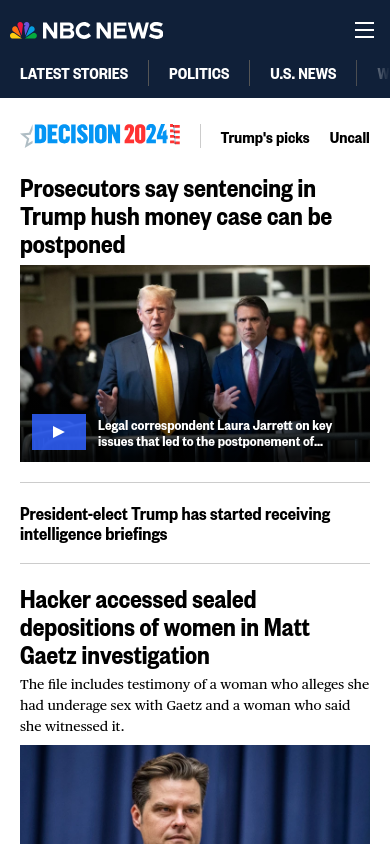 NBC NEWS
LATEST STORIES
POLITICS
U.S. NEWS
DECISION 2024
Trump's picks
Uncall
Prosecutors say sentencing in
Trump hush money case can be
postponed
Legal correspondent Laura Jarrett on key
issues that led to the postponement of...
President-elect Trump has started receiving
intelligence briefings
Hacker accessed sealed
depositions of women in Matt
Gaetz investigation
The file includes testimony of a woman who alleges she
had underage sex with Gaetz and a woman who said
she witnessed it.